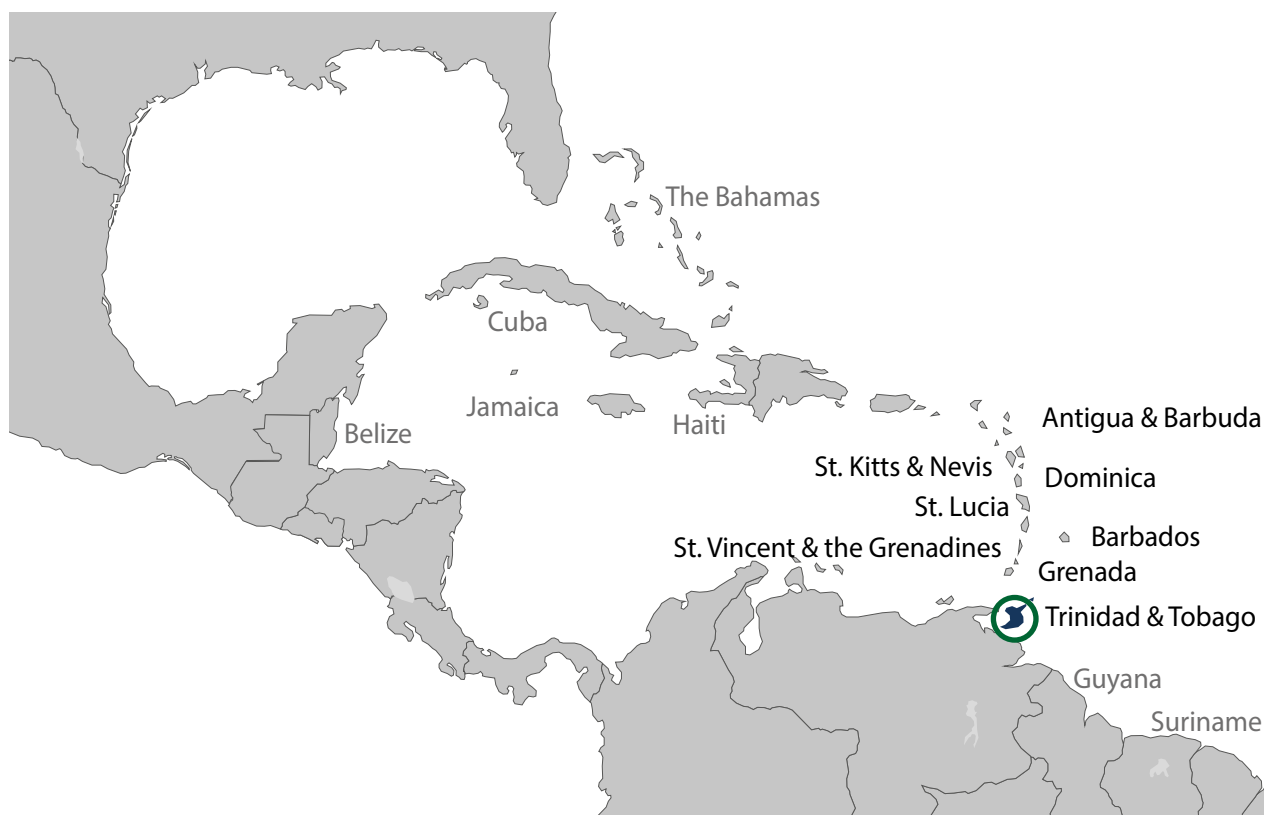 The Bahamas
Cuba
Jamaica
Haiti
Belize
Antigua & Barbuda
St. Kitts & Nevis
Dominica
St. Lucia
Barbados
St. Vincent & the Grenadines
Grenada
Trinidad & Tobago
Guyana
Suriname